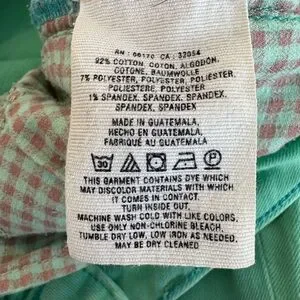 RN : 66170 CA : 32054
92% COTTON, COTON, ALGODON,
COTONE, BAUMWOLLE
7% POLYESTER, POLYESTER, POLIÉSTER,
POLIESTERE, POLYESTER
1% SPANDEX, SPANDEX, SPANDEX,
SPANDEX, SPANDEX
MADE IN GUATEMALA,
HECHO EN GUATEMALA,
FABRIQUÉ AU GUATEMALA
30
THIS GARMENT CONTAINS DYE WHICH
MAY DISCOLOR MATERIALS WITH WHICH
IT COMES IN CONTACT.
TURN INSIDE OUT.
MACHINE WASH COLD WITH LIKE COLORS,
USE ONLY NON-CHLORINE BLEACH.
TUMBLE DRY LOW, LOW IRON AS NEEDED.
MAY BE DRY CLEANED